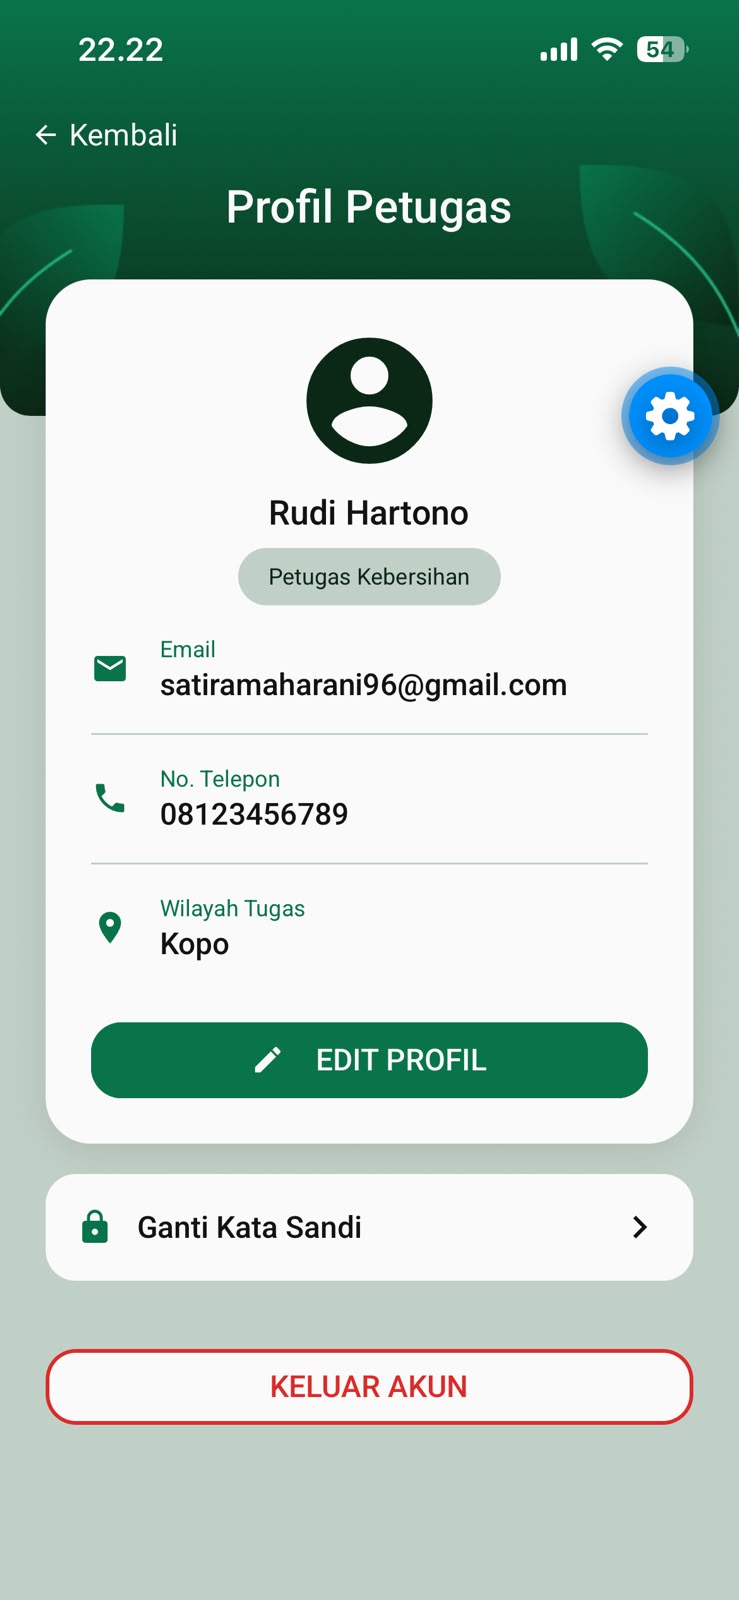 22.22
54
Kembali
Profil Petugas
Rudi Hartono
Petugas Kebersihan
Email
satiramaharani96@gmail.com
No. Telepon
08123456789
Wilayah Tugas
Kopo
EDIT PROFIL
Ganti Kata Sandi
KELUAR AKUN